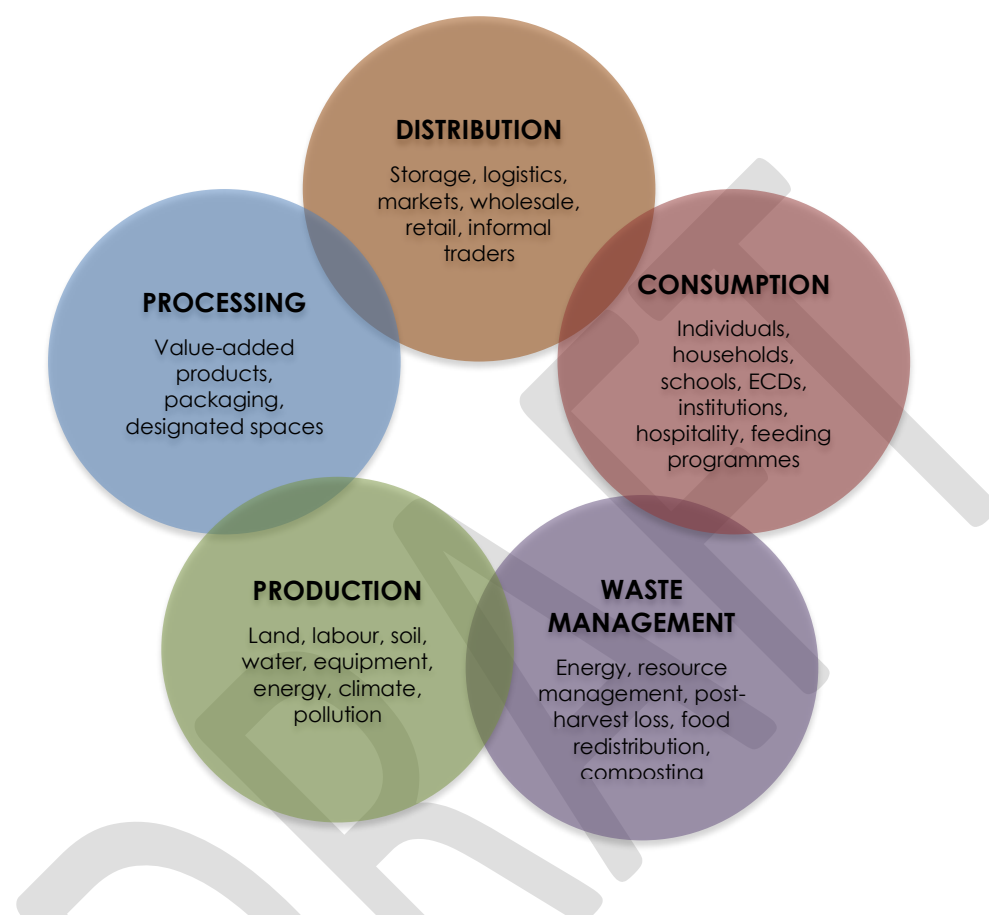 DISTRIBUTION
Storage, logistics,
markets, wholesale,
retail, informal
traders
CONSUMPTION
Individuals,
households,
schools, ECDs,
institutions,
hospitality, feeding
programmes
WASTE
MANAGEMENT
Energy, resource
management, post-
harvest loss, food
redistribution,
composting
PRODUCTION
Land, labour, soil,
water, equipment,
energy, climate,
pollution
PROCESSING
Value-added
products,
packaging,
designated spaces
DRAFT